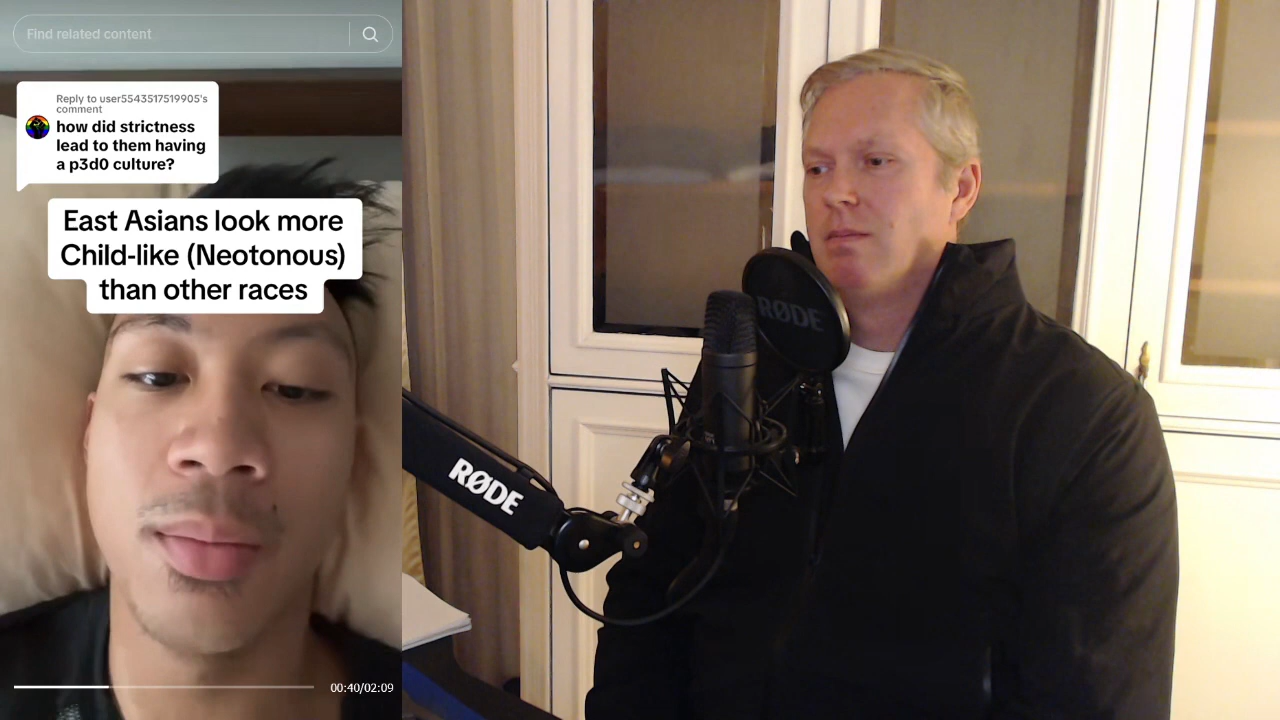 Find related content
Reply to user5543517519905's
comment
how did strictness
lead to them having
a p3d0 culture?
East Asians look more
Child-like (Neotonous)
than other races
RØDE
RØDE
00:40/02:09